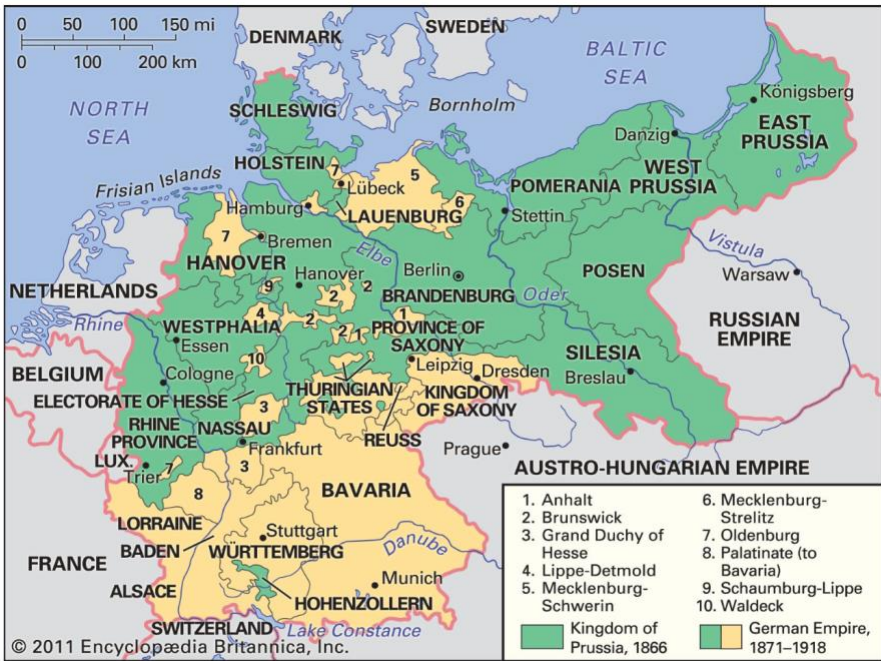 0 50 100 150 mi
0 100 200 km
DENMARK
SWEDEN
NORTH
SEA
BALTIC
SEA
Bornholm
Königsberg
SCHLESWIG
EAST
PRUSSIA
Danzig
WEST
PRUSSIA
HOLSTEIN
7
5
Frisian Islands
Lübeck
POMERANIA
6
Hamburg
LAUENBURG
Stettin
7
Bremen
Elbe
Vistula
HANOVER
Hanover
2
Berlin
POSEN
Warsaw
NETHERLANDS
9
2
BRANDENBURG
Oder
Rhine
4
2
1
WESTPHALIA
2
1
PROVINCE OF
SAXONY
RUSSIAN
EMPIRE
Essen
10
SILESIA
BELGIUM
Cologne
Leipzig
Dresden
Breslau
THURINGIAN
STATES
KINGDOM
OF SAXONY
ELECTORATE OF HESSE
3
RHINE
PROVINCE
NASSAU
REUSS
Frankfurt
Prague
LUX.
Trier
7
3
AUSTRO-HUNGARIAN EMPIRE
8
BAVARIA
LORRAINE
Stuttgart
BADEN
WÜRTTEMBERG
Danube
FRANCE
ALSACE
Munich
HOHENZOLLERN
SWITZERLAND
Lake Constance
1. Anhalt
2. Brunswick
3. Grand Duchy of
Hesse
4. Lippe-Detmold
5. Mecklenburg-
Schwerin
6. Mecklenburg-
Strelitz
7. Oldenburg
8. Palatinate (to
Bavaria)
9. Schaumburg-Lippe
10. Waldeck
Kingdom of
Prussia, 1866
German Empire,
1871–1918
© 2011 Encyclopædia Britannica, Inc.